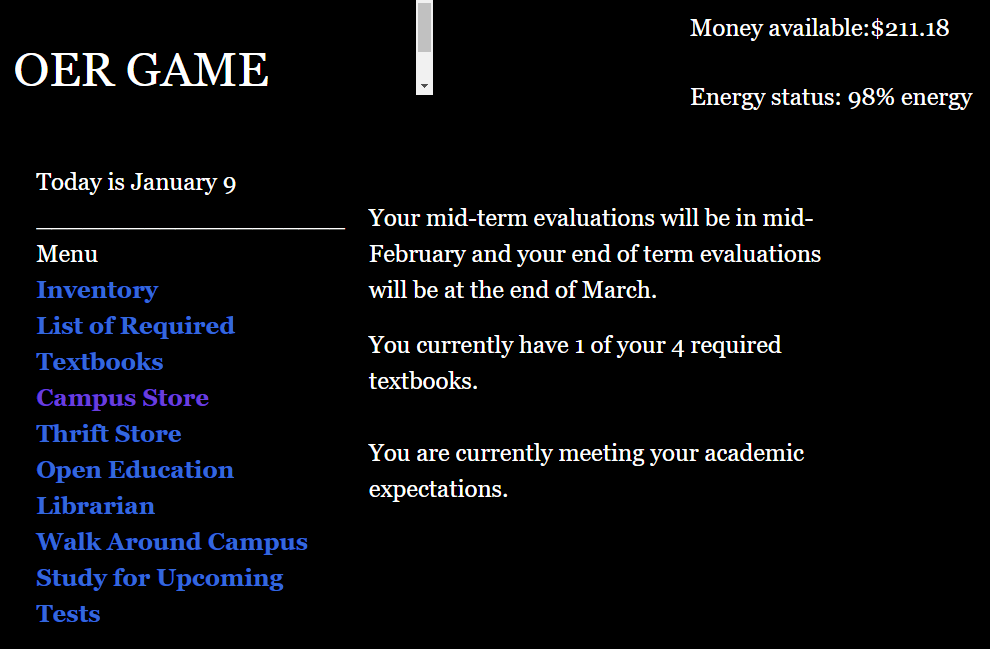 OER GAME
Money available:$211.18
Energy status: 98% energy
Today is January 9
Menu
Inventory
List of Required
Textbooks
Campus Store
Thrift Store
Open Education
Librarian
Walk Around Campus
Study for Upcoming
Tests
Your mid-term evaluations will be in mid-
February and your end of term evaluations
will be at the end of March.
You currently have 1 of your 4 required
textbooks.
You are currently meeting your academic
expectations.